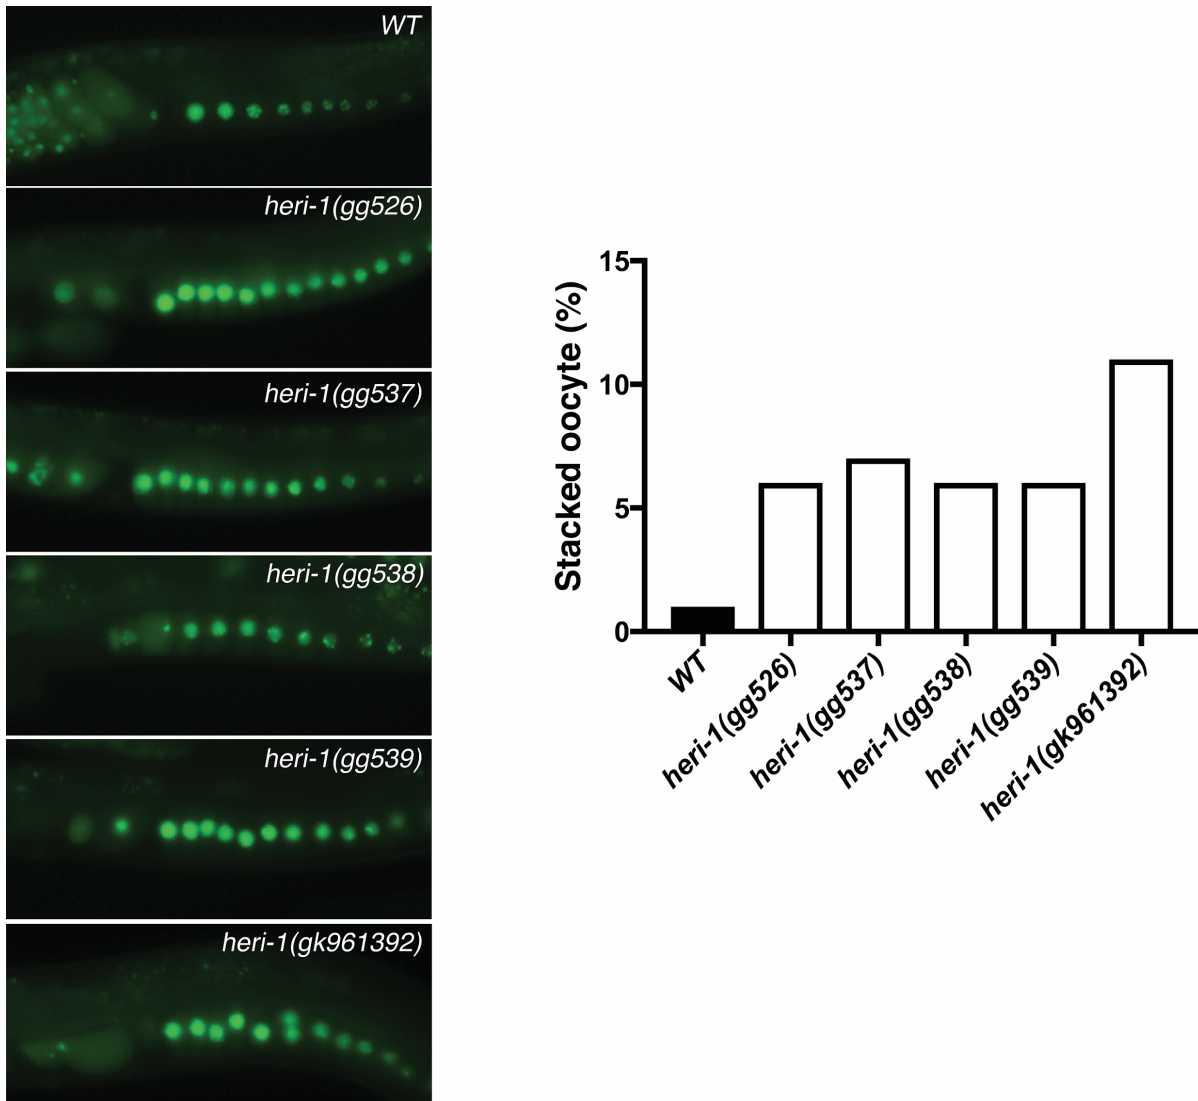 WT
heri-1(gg526)
heri-1(gg537)
heri-1(gg538)
heri-1(gg539)
heri-1(gk961392)
Stacked oocyte (%)
15
10
5
0
WT
heri-1(gg526)
heri-1(gg537)
heri-1(gg538)
heri-1(gg539)
heri-1(gk961392)